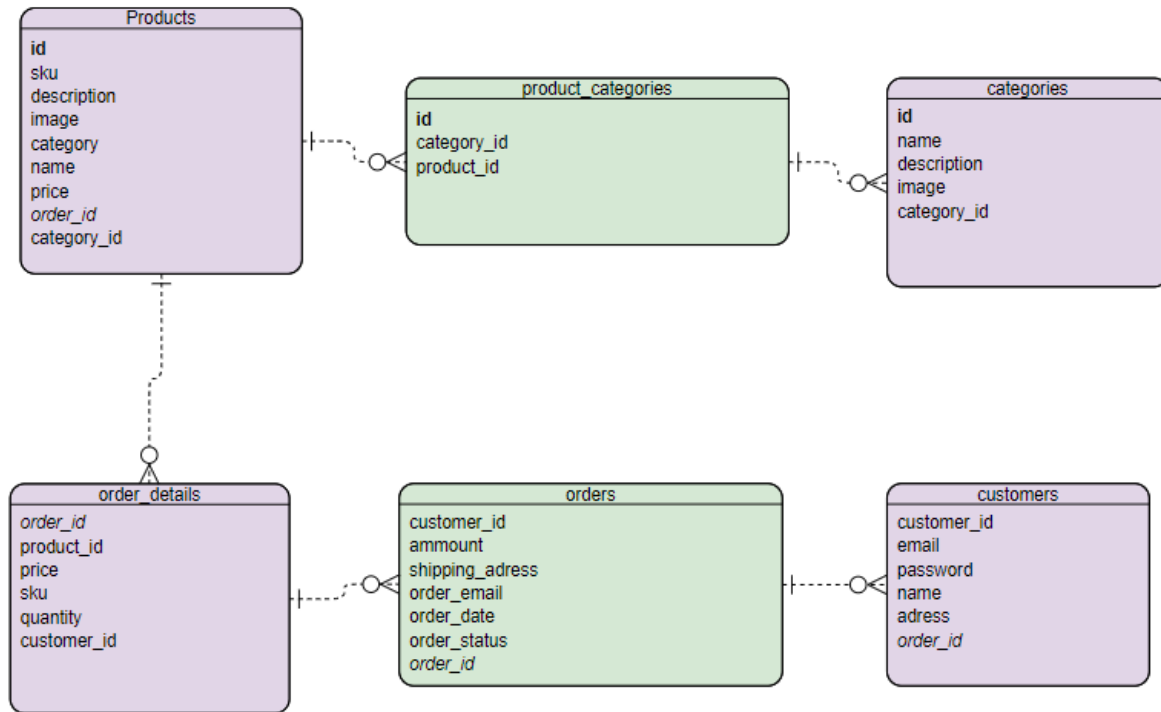 Products
id
sku
description
image
category
name
price
order_id
category_id
product_categories
id
category_id
product_id
categories
id
name
description
image
category_id
order_details
order_id
product_id
price
sku
quantity
customer_id
orders
customer_id
ammount
shipping_adress
order_email
order_date
order_status
order_id
customers
customer_id
email
password
name
adress
order_id